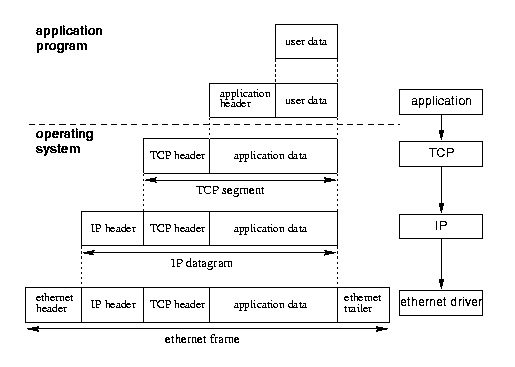 application
program
user data
application
header
user data
application
operating
system
TCP header
application data
TCP
TCP segment
IP header
TCP header
application data
IP
IP datagram
ethernet
header
IP header
TCP header
application data
ethernet
trailer
ethernet driver
ethernet frame